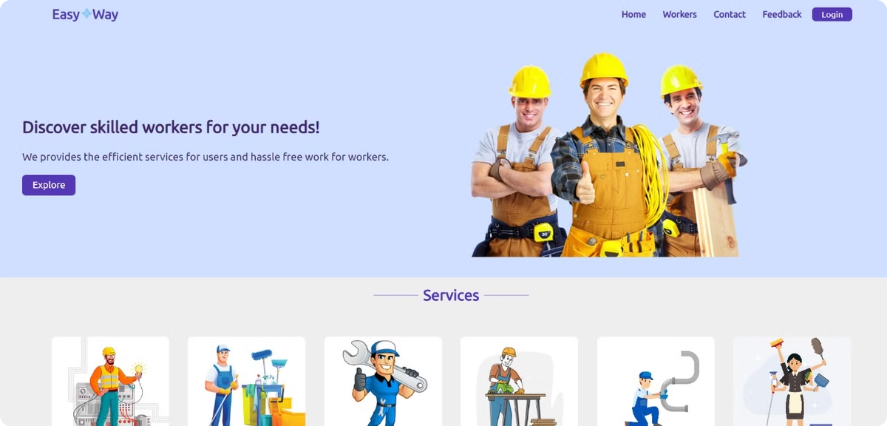 Easy Way
Home Workers Contact Feedback Login
Discover skilled workers for your needs!
We provides the efficient services for users and hassle free work for workers.
Explore
Services